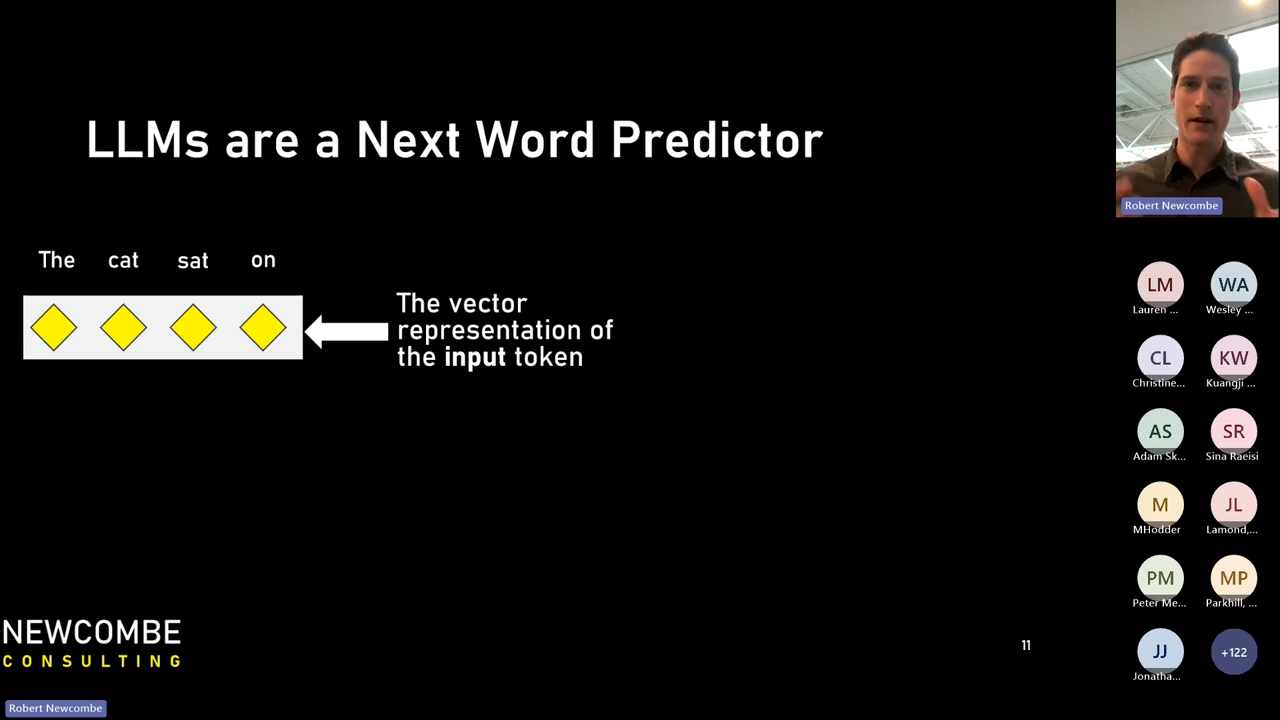 LLMs are a Next Word Predictor
The cat sat on
The vector
representation of
the input token
NEWCOMBE
CONSULTING
11
Robert Newcombe
Robert Newcombe
LM WA
Lauren ... Wesley ...
CL KW
Christine... Kuangji ...
AS SR
Adam Sk... Sina Raeisi
M JL
MHodder Lamond,...
PM MP
Peter Me... Parkhill, ...
JJ +122
Jonatha...